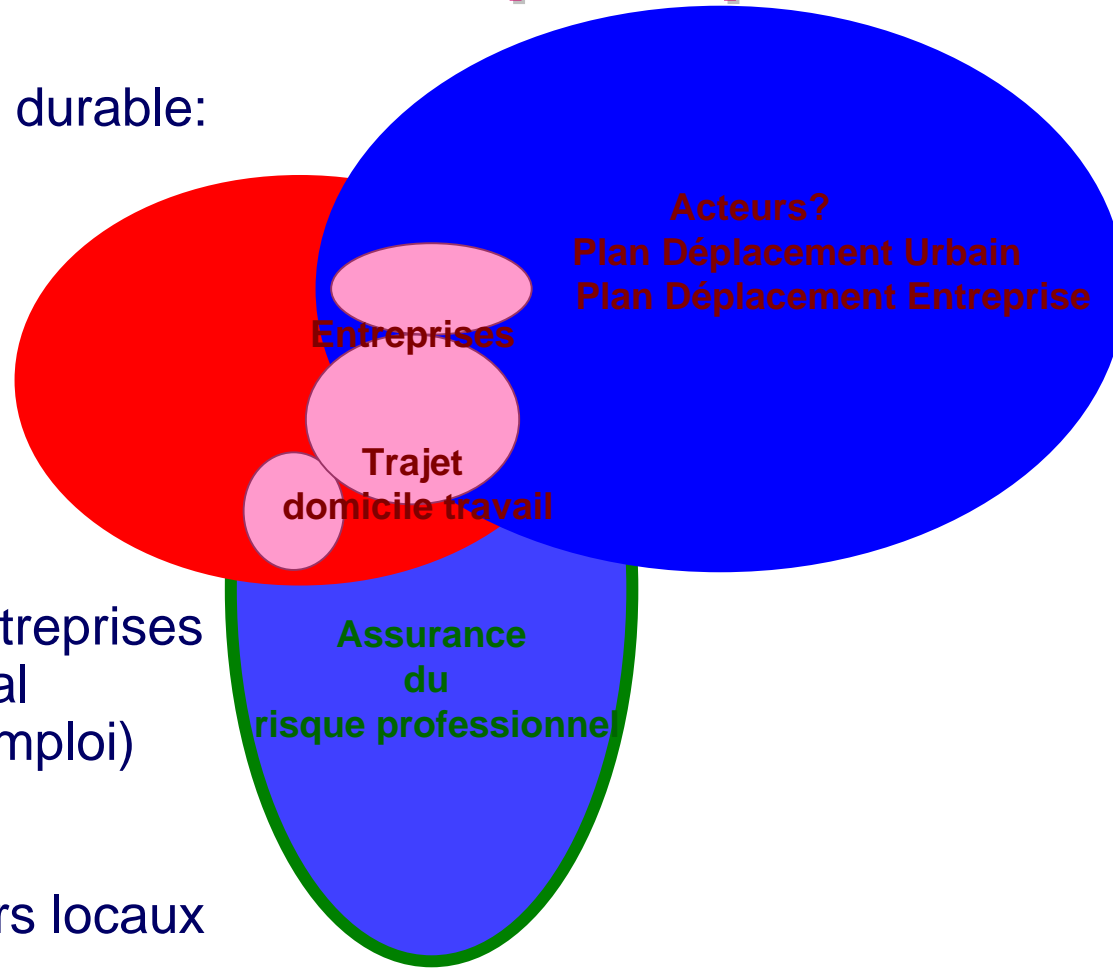 durable:
Acteurs?
Plan Déplacement Urbain
Plan Déplacement Entreprise
Entreprises
Trajet
domicile travail
treprises
al
mploi)
Assurance
du
risque professionnel
rs locaux